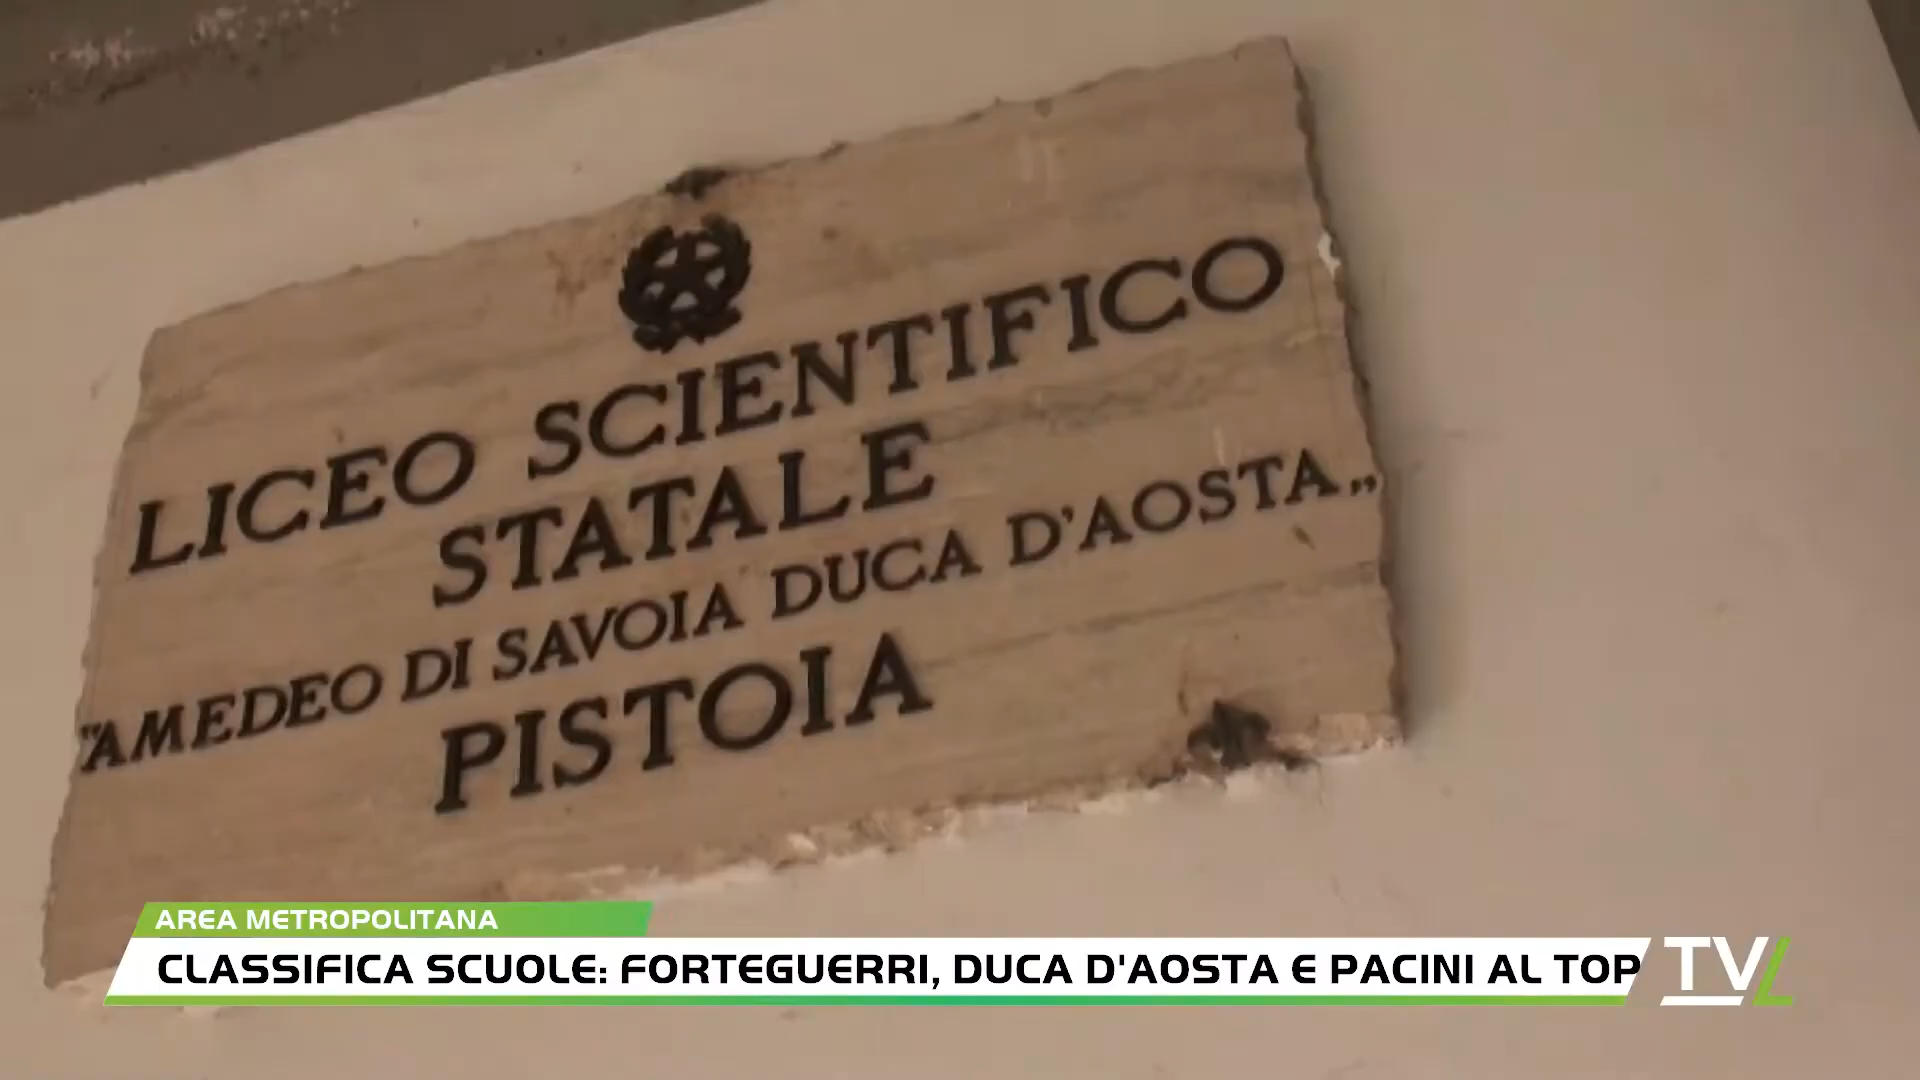 LICEO SCIENTIFICO
STATALE
"AMEDEO DI SAVOIA DUCA D'AOSTA„
PISTOIA
AREA METROPOLITANA
CLASSIFICA SCUOLE: FORTEGUERRI, DUCA D'AOSTA E PACINI AL TOP
TVL